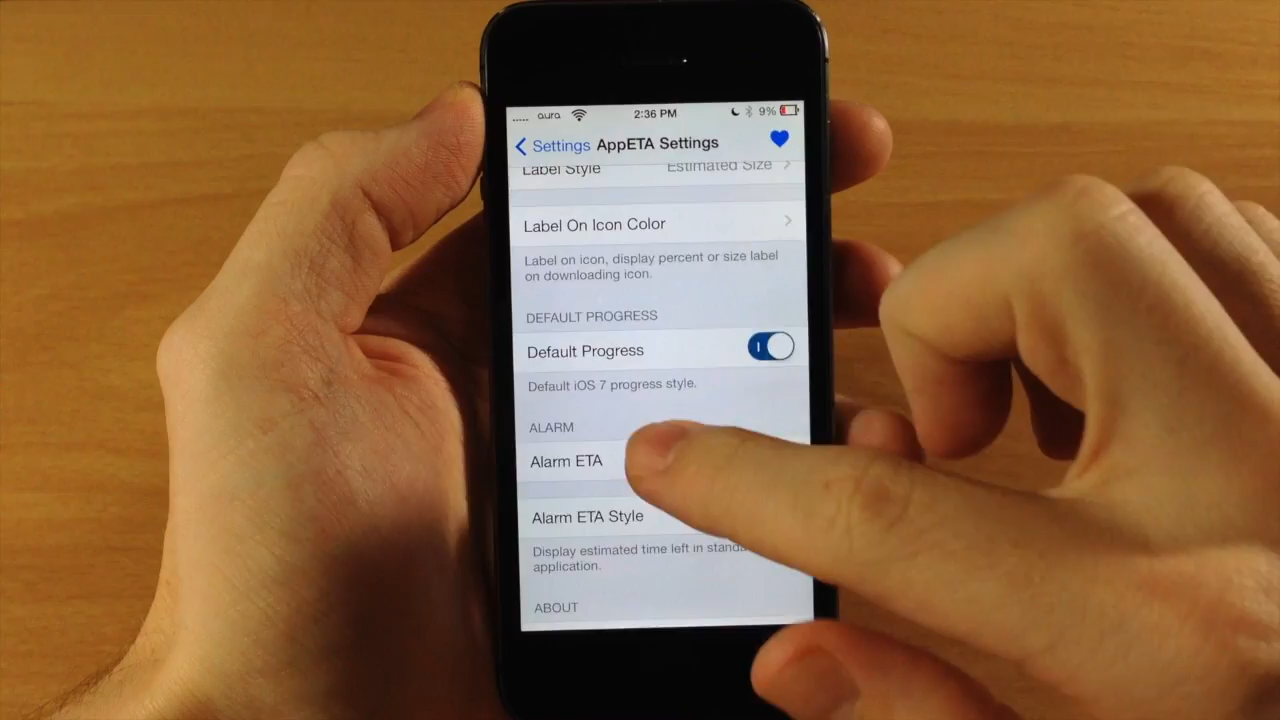 aura 2:36 PM 9%
Settings AppETA Settings
Label Style Estimated Size
Label On Icon Color
Label on icon, display percent or size label
on downloading icon.
DEFAULT PROGRESS
Default Progress
Default iOS 7 progress style.
ALARM
Alarm ETA
Alarm ETA Style
Display estimated time left in
application.
ABOUT